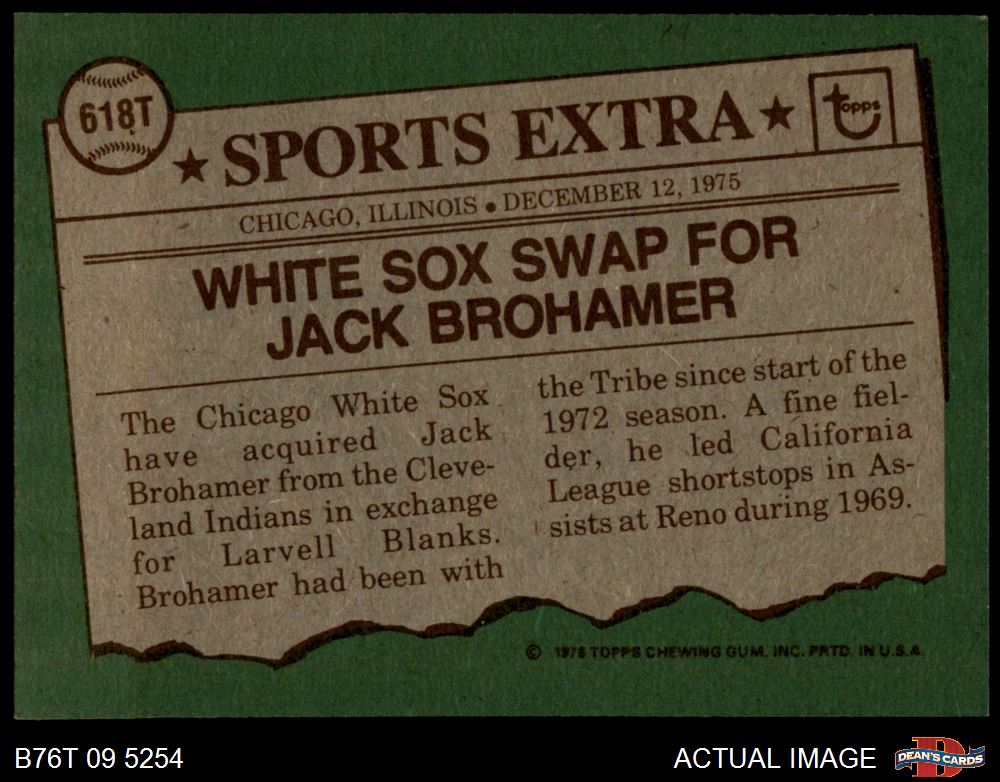 618T
★ SPORTS EXTRA ★
topps
CHICAGO, ILLINOIS • DECEMBER 12, 1975
WHITE SOX SWAP FOR
JACK BROHAMER
The Chicago White Sox
have acquired Jack
Brohamer from the Cleve-
land Indians in exchange
for Larvell Blanks.
Brohamer had been with
the Tribe since start of the
1972 season. A fine fiel-
der, he led California
League shortstops in As-
sists at Reno during 1969.
© 1976 TOPPS CHEWING GUM, INC. PRTD. IN U.S.A.
B76T 09 5254
ACTUAL IMAGE
D
DEAN'S CARDS